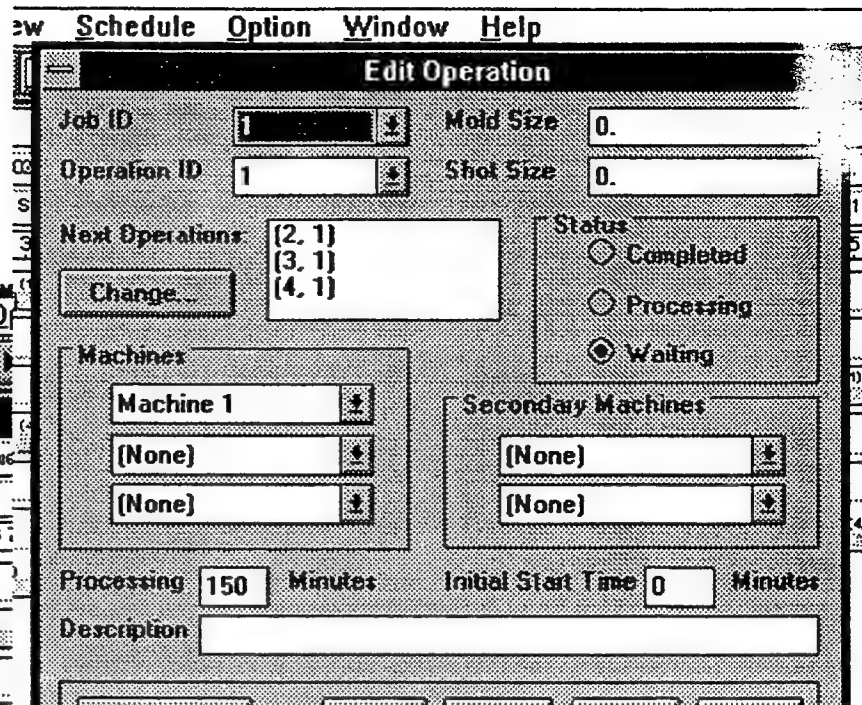 ew Schedule Option Window Help
Edit Operation
Job ID 1 Mold Size 0.
Operation ID 1 Shot Size 0.
Next Operations (2, 1)
(3, 1)
(4, 1)
Change...
Status
Completed
Processing
Waiting
Machines
Machine 1
(None)
(None)
Secondary Machines
(None)
(None)
Processing 150 Minutes Initial Start Time 0 Minutes
Description